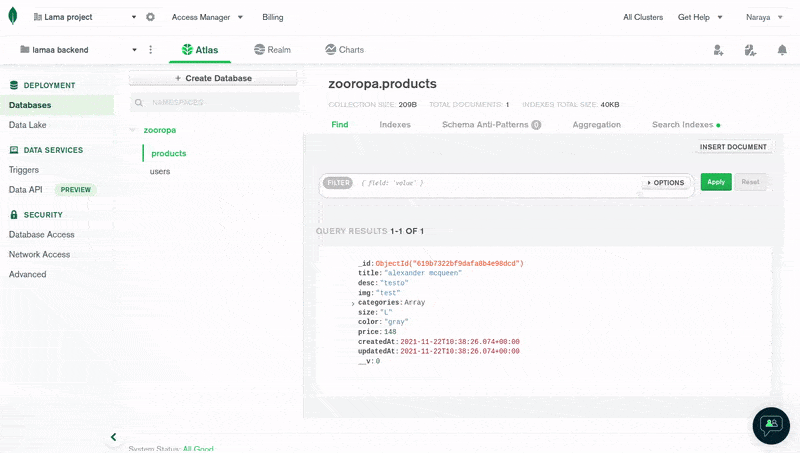 Lama project
Access Manager
Billing
All Clusters
Get Help
Naraya
lamaa backend
Atlas
Realm
Charts
DEPLOYMENT
Databases
Data Lake
DATA SERVICES
Triggers
Data API PREVIEW
SECURITY
Database Access
Network Access
Advanced
+ Create Database
NAMESPACES
zooropa
products
users
zooropa.products
COLLECTION SIZE: 209B TOTAL DOCUMENTS: 1 INDEXES TOTAL SIZE: 40KB
Find Indexes Schema Anti-Patterns 0 Aggregation Search Indexes
INSERT DOCUMENT
FILTER { field: 'value' } OPTIONS Apply Reset
QUERY RESULTS 1-1 OF 1
_id:ObjectId("619b7322bf9dafa8b4e98dcd")
title:"alexander mcqueen"
desc:"testo"
img:"test"
categories:Array
size:"L"
color:"gray"
price:148
createdAt:2021-11-22T10:38:26.074+00:00
updatedAt:2021-11-22T10:38:26.074+00:00
__v:0
System Status: All Good